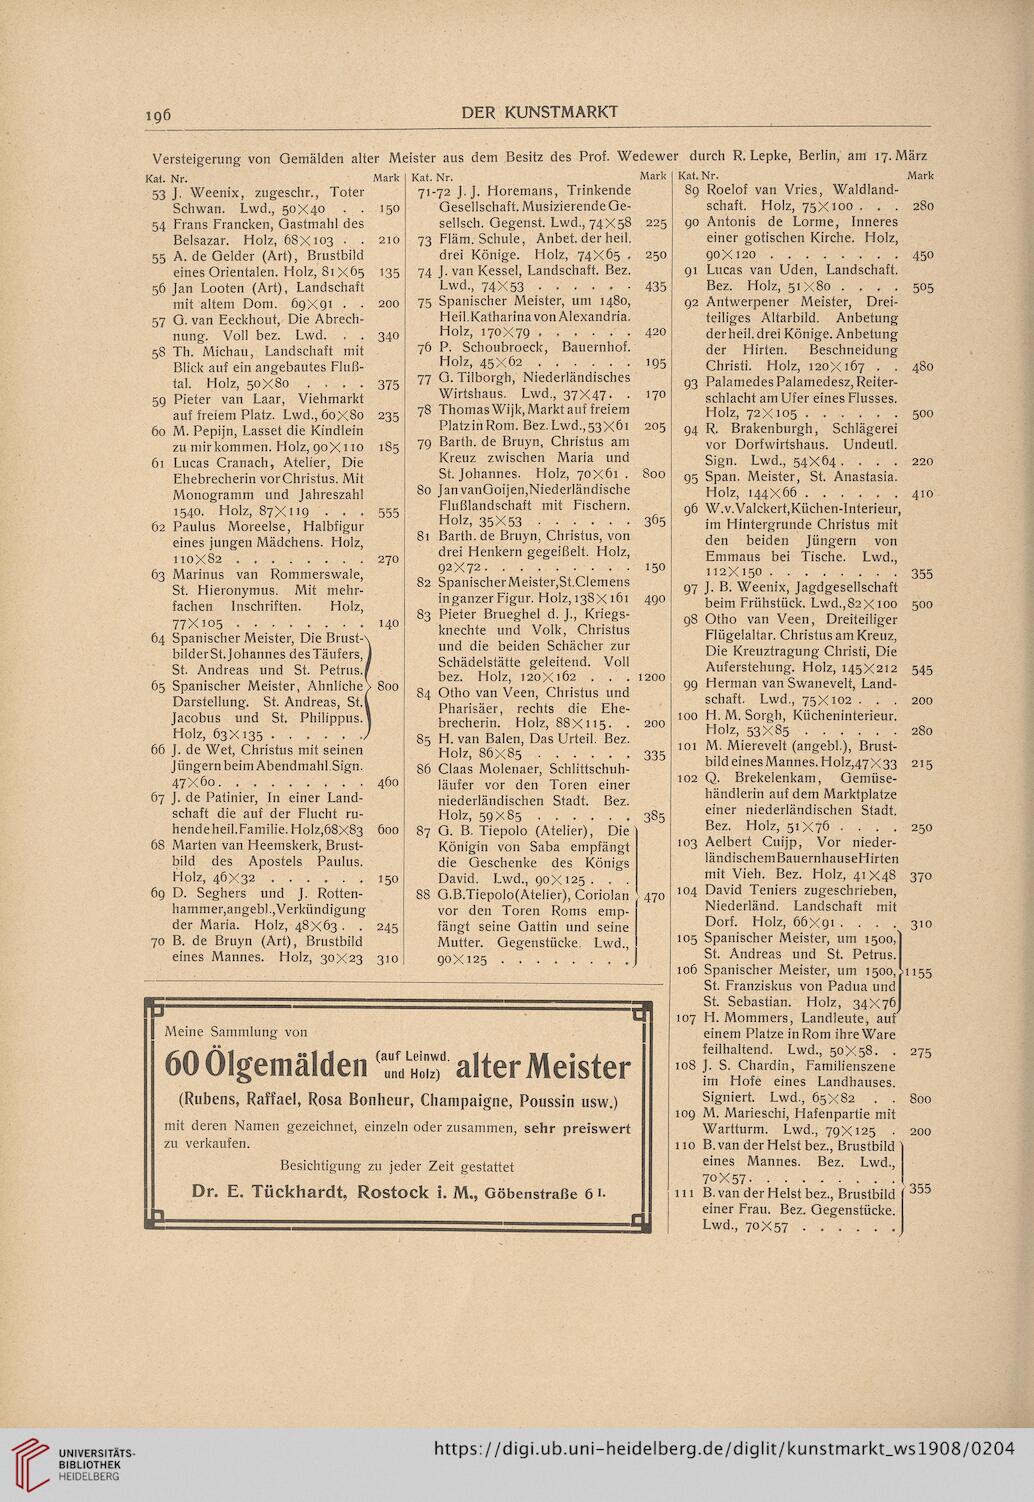 196
DER KUNSTMARKT
Versteigerung von Gemälden alter Meister aus dem Besitz des Prof. Wedewer durch R. Lepke, Berlin, am 17. März
Kat. Nr. Mark
53 J. Weenix, zugeschr., Toter
Schwan. Lwd., 50×40 . . 150
54 Frans Francken, Gastmahl des
Belsazar. Holz, 68×103 . . 210
55 A. de Gelder (Art), Brustbild
eines Orientalen. Holz, 81×65 135
56 Jan Looten (Art), Landschaft
mit altem Dom. 69×91 . . 200
57 G. van Eeckhout, Die Abrech-
nung. Voll bez. Lwd. . . 340
58 Th. Michau, Landschaft mit
Blick auf ein angebautes Fluß-
tal. Holz, 50×80 . . . . 375
59 Pieter van Laar, Viehmarkt
auf freiem Platz. Lwd., 60×80 235
60 M. Pepijn, Lasset die Kindlein
zu mir kommen. Holz, 90×110 185
61 Lucas Cranach, Atelier, Die
Ehebrecherin vor Christus. Mit
Monogramm und Jahreszahl
1540. Holz, 87×119 . . . 555
62 Paulus Moreelse, Halbfigur
eines jungen Mädchens. Holz,
110×82 . . . . . . . . 270
63 Marinus van Rommerswale,
St. Hieronymus. Mit mehr-
fachen Inschriften. Holz,
77×105 . . . . . . . . 140
64 Spanischer Meister, Die Brust-
bilder St. Johannes des Täufers,
St. Andreas und St. Petrus.
65 Spanischer Meister, Ähnliche 800
Darstellung. St. Andreas, St.
Jacobus und St. Philippus.
Holz, 63×135 . . . . . .
66 J. de Wet, Christus mit seinen
Jüngern beim Abendmahl. Sign.
47×60 . . . . . . . . . 460
67 J. de Patinier, In einer Land-
schaft die auf der Flucht ru-
hende heil. Familie. Holz, 68×83 600
68 Marten van Heemskerk, Brust-
bild des Apostels Paulus.
Holz, 46×32 . . . . . . 150
69 D. Seghers und J. Rotten-
hammer, angebl., Verkündigung
der Maria. Holz, 48×63 . . 245
70 B. de Bruyn (Art), Brustbild
eines Mannes. Holz, 30×23 310
Kat. Nr. Mark
71-72 J. J. Horemans, Trinkende
Gesellschaft. Musizierende Ge-
sellsch. Gegenst. Lwd., 74×58 225
73 Fläm. Schule, Anbet. der heil.
drei Könige. Holz, 74×65 . 250
74 J. van Kessel, Landschaft. Bez.
Lwd., 74×53 . . . . . . 435
75 Spanischer Meister, um 1480,
Heil. Katharina von Alexandria.
Holz, 170×79 . . . . . . 420
76 P. Schoubroeck, Bauernhof.
Holz, 45×62 . . . . . . 195
77 G. Tilborgh, Niederländisches
Wirtshaus. Lwd., 37×47 . . 170
78 Thomas Wijk, Markt auf freiem
Platz in Rom. Bez. Lwd., 53×61 205
79 Barth. de Bruyn, Christus am
Kreuz zwischen Maria und
St. Johannes. Holz, 70×61 . 800
80 Jan van Goijen, Niederländische
Flußlandschaft mit Fischern.
Holz, 35×53 . . . . . . 365
81 Barth. de Bruyn, Christus, von
drei Henkern gegeißelt. Holz,
92×72 . . . . . . . . . 150
82 Spanischer Meister, St. Clemens
in ganzer Figur. Holz, 138×161 490
83 Pieter Brueghel d. J., Kriegs-
knechte und Volk, Christus
und die beiden Schächer zur
Schädelstätte geleitend. Voll
bez. Holz, 120×162 . . . 1200
84 Otho van Veen, Christus und
Pharisäer, rechts die Ehe-
brecherin. Holz, 88×115. . 200
85 H. van Balen, Das Urteil. Bez.
Holz, 86×85 . . . . . . 335
86 Claas Molenaer, Schlittschuh-
läufer vor den Toren einer
niederländischen Stadt. Bez.
Holz, 59×85 . . . . . . 385
87 G. B. Tiepolo (Atelier), Die
Königin von Saba empfängt
die Geschenke des Königs
David. Lwd., 90×125 . . .
88 G. B. Tiepolo (Atelier), Coriolan 470
vor den Toren Roms emp-
fängt seine Gattin und seine
Mutter. Gegenstücke. Lwd.,
90×125 . . . . . . . .
Kat. Nr. Mark
89 Roelof van Vries, Waldland-
schaft. Holz, 75×100 . . . 280
90 Antonis de Lorme, Inneres
einer gotischen Kirche. Holz,
90×120 . . . . . . . . 450
91 Lucas van Uden, Landschaft.
Bez. Holz, 51×80 . . . . 505
92 Antwerpener Meister, Drei-
teiliges Altarbild. Anbetung
der heil. drei Könige. Anbetung
der Hirten. Beschneidung
Christi. Holz, 120×167 . . 480
93 Palamedes Palamedesz, Reiter-
schlacht am Ufer eines Flusses.
Holz, 72×105 . . . . . . 500
94 R. Brakenburgh, Schlägerei
vor Dorfwirtshaus. Undeutl.
Sign. Lwd., 54×64 . . . . 220
95 Span. Meister, St. Anastasia.
Holz, 144×66 . . . . . . 410
96 W. v. Valckert, Küchen-Interieur,
im Hintergrunde Christus mit
den beiden Jüngern von
Emmaus bei Tische. Lwd.,
112×150 . . . . . . . . 355
97 J. B. Weenix, Jagdgesellschaft
beim Frühstück. Lwd., 82×100 500
98 Otho van Veen, Dreiteiliger
Flügelaltar. Christus am Kreuz,
Die Kreuztragung Christi, Die
Auferstehung. Holz, 145×212 545
99 Herman van Swanevelt, Land-
schaft. Lwd., 75×102 . . . 200
100 H. M. Sorgh, Kücheninterieur.
Holz, 53×85 . . . . . . 280
101 M. Mierevelt (angebl.), Brust-
bild eines Mannes. Holz, 47×33 215
102 Q. Brekelenkam, Gemüse-
händlerin auf dem Marktplatze
einer niederländischen Stadt.
Bez. Holz, 51×76 . . . . 250
103 Aelbert Cuijp, Vor nieder-
ländischem Bauernhause Hirten
mit Vieh. Bez. Holz, 41×48 370
104 David Teniers zugeschrieben,
Niederländ. Landschaft mit
Dorf. Holz, 66×91 . . . . 310
105 Spanischer Meister, um 1500,
St. Andreas und St. Petrus.
106 Spanischer Meister, um 1500, 1155
St. Franziskus von Padua und
St. Sebastian. Holz, 34×76
107 H. Mommers, Landleute, auf
einem Platze in Rom ihre Ware
feilhaltend. Lwd., 50×58. . 275
108 J. S. Chardin, Familienszene
im Hofe eines Landhauses.
Signiert. Lwd., 65×82 . . 800
109 M. Marieschi, Hafenpartie mit
Wartturm. Lwd., 79×125 . 200
110 B. van der Helst bez., Brustbild
eines Mannes. Bez. Lwd.,
70×57 . . . . . . . . .
111 B. van der Helst bez., Brustbild 355
einer Frau. Bez. Gegenstücke.
Lwd., 70×57 . . . . . .
Meine Sammlung von
60 Ölgemälden (auf Leinwd. und Holz) alter Meister
(Rubens, Raffael, Rosa Bonheur, Champaigne, Poussin usw.)
mit deren Namen gezeichnet, einzeln oder zusammen, sehr preiswert
zu verkaufen.
Besichtigung zu jeder Zeit gestattet
Dr. E. Tückhardt, Rostock i. M., Göbenstraße 6 I.
UNIVERSITÄTS-
BIBLIOTHEK
HEIDELBERG
https://digi.ub.uni-heidelberg.de/diglit/kunstmarkt_ws1908/0204